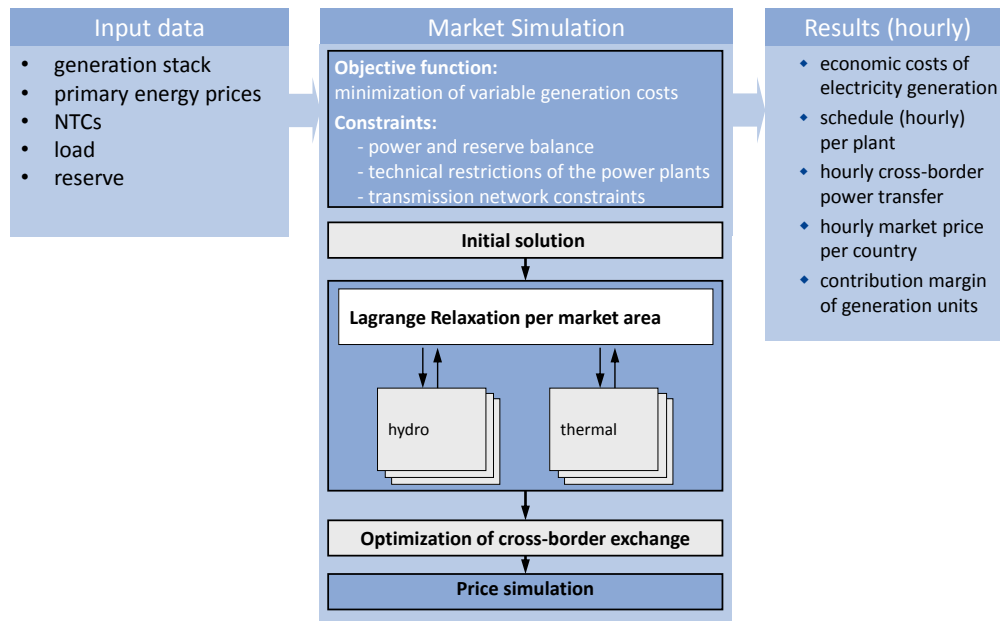 Input data
• generation stack
• primary energy prices
• NTCs
• load
• reserve
Market Simulation
Objective function:
minimization of variable generation costs
Constraints:
- power and reserve balance
- technical restrictions of the power plants
- transmission network constraints
Initial solution
Lagrange Relaxation per market area
hydro
thermal
Optimization of cross-border exchange
Price simulation
Results (hourly)
◆ economic costs of
electricity generation
◆ schedule (hourly)
per plant
◆ hourly cross-border
power transfer
◆ hourly market price
per country
◆ contribution margin
of generation units